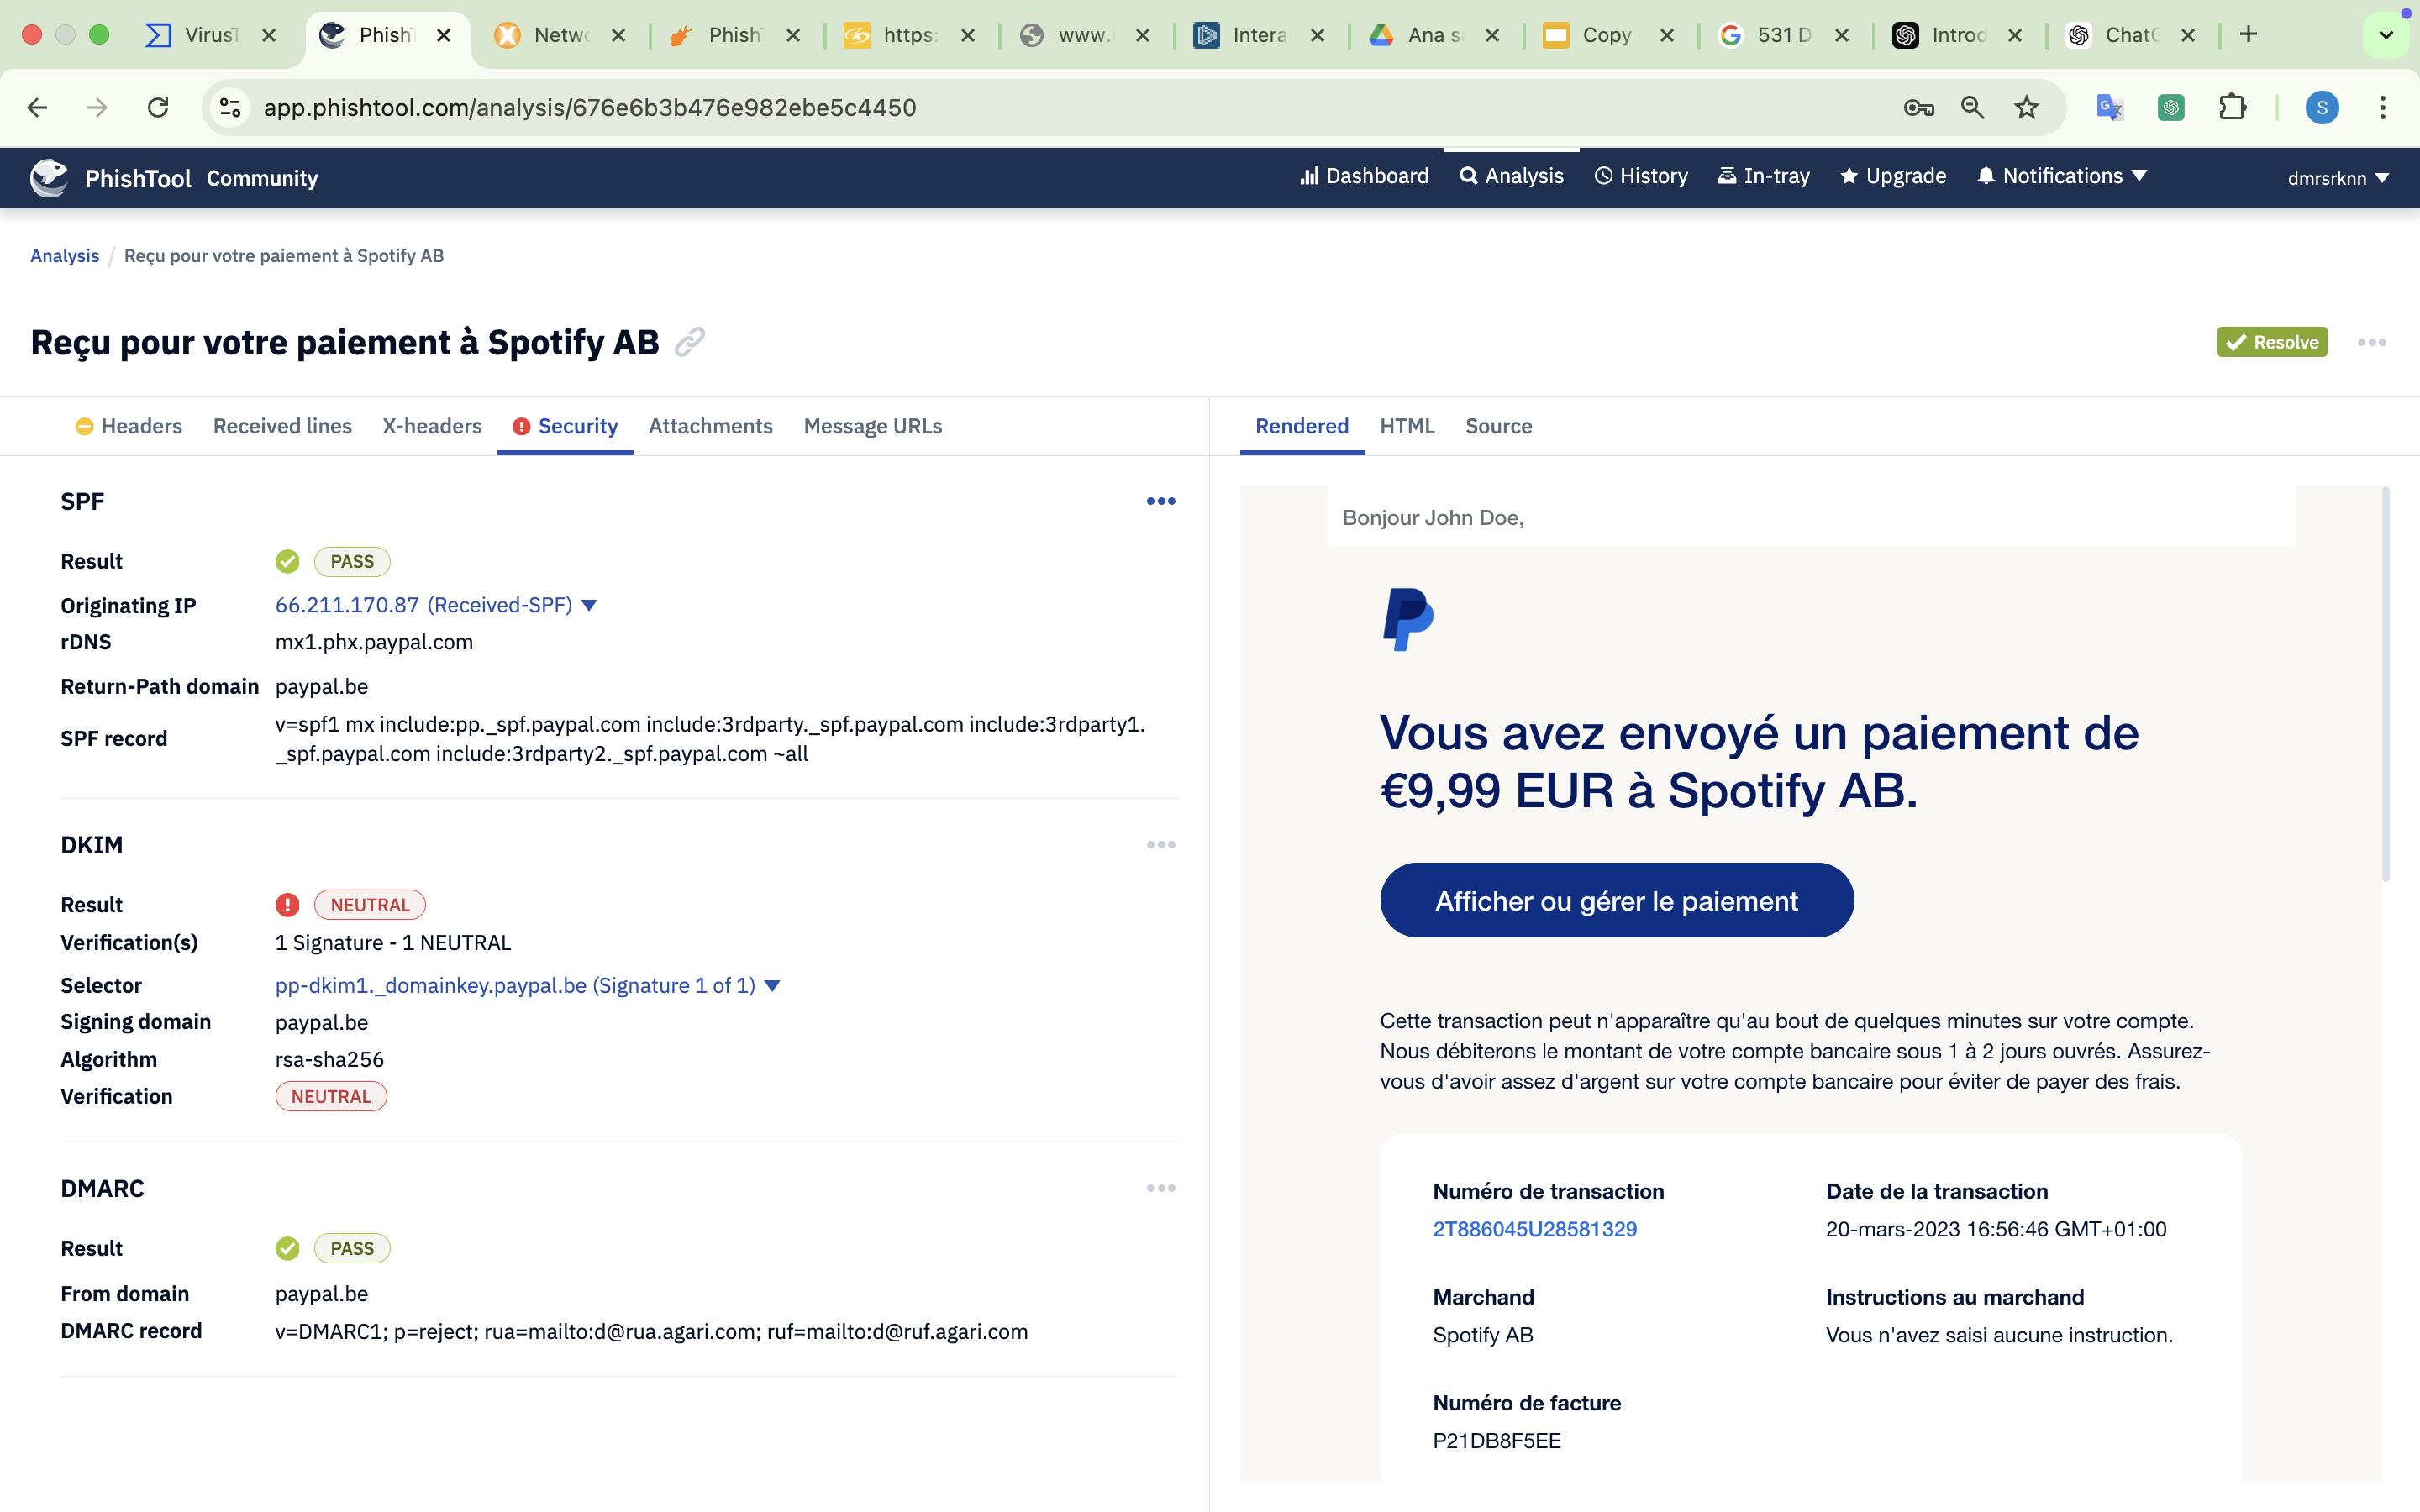 VirusT
PhishT
Netwo
PhishT
https:
www.i
Intera
Ana s
Copy
531 D
Introd
ChatG
app.phishtool.com/analysis/676e6b3b476e982ebe5c4450
S
PhishTool Community
Dashboard
Analysis
History
In-tray
Upgrade
Notifications
dmrsrknn
Analysis / Reçu pour votre paiement à Spotify AB
Reçu pour votre paiement à Spotify AB
Resolve
Headers
Received lines
X-headers
Security
Attachments
Message URLs
SPF
Result PASS
Originating IP 66.211.170.87 (Received-SPF)
rDNS mx1.phx.paypal.com
Return-Path domain paypal.be
SPF record v=spf1 mx include:pp._spf.paypal.com include:3rdparty._spf.paypal.com include:3rdparty1.
_spf.paypal.com include:3rdparty2._spf.paypal.com ~all
DKIM
Result NEUTRAL
Verification(s) 1 Signature - 1 NEUTRAL
Selector pp-dkim1._domainkey.paypal.be (Signature 1 of 1)
Signing domain paypal.be
Algorithm rsa-sha256
Verification NEUTRAL
DMARC
Result PASS
From domain paypal.be
DMARC record v=DMARC1; p=reject; rua=mailto:d@rua.agari.com; ruf=mailto:d@ruf.agari.com
Rendered
HTML
Source
Bonjour John Doe,
Vous avez envoyé un paiement de
€9,99 EUR à Spotify AB.
Afficher ou gérer le paiement
Cette transaction peut n'apparaître qu'au bout de quelques minutes sur votre compte.
Nous débiterons le montant de votre compte bancaire sous 1 à 2 jours ouvrés. Assurez-
vous d'avoir assez d'argent sur votre compte bancaire pour éviter de payer des frais.
Numéro de transaction
2T886045U28581329
Date de la transaction
20-mars-2023 16:56:46 GMT+01:00
Marchand
Spotify AB
Instructions au marchand
Vous n'avez saisi aucune instruction.
Numéro de facture
P21DB8F5EE